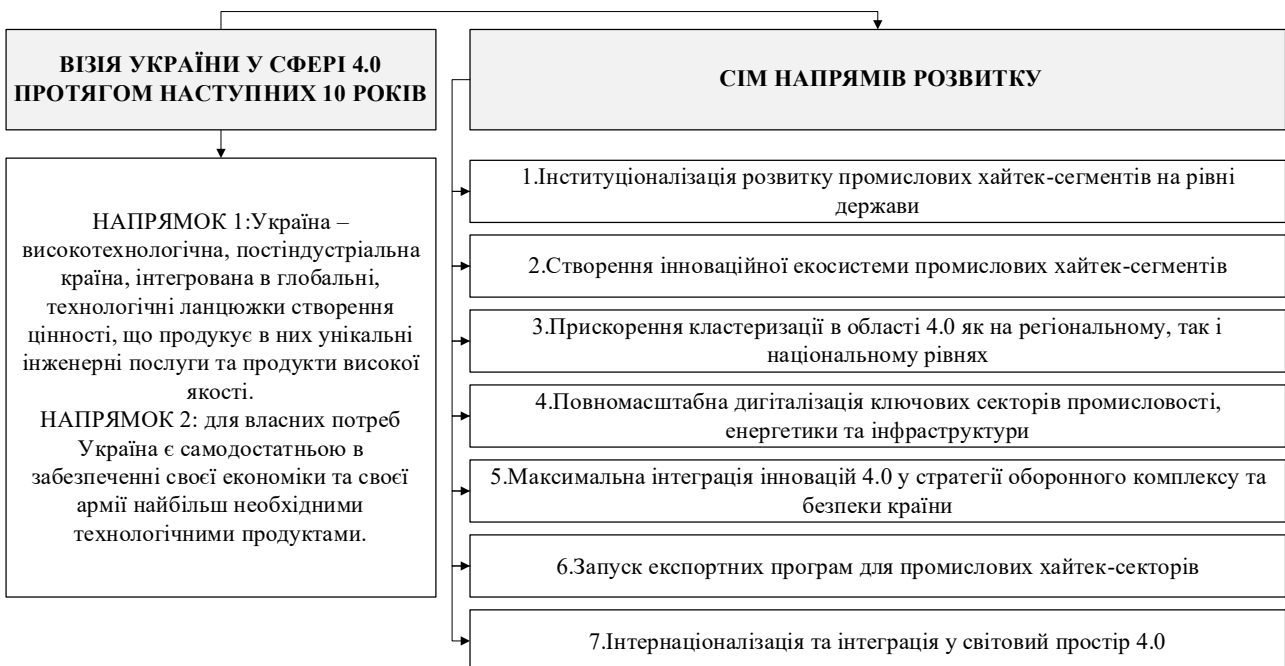 ВІЗІЯ УКРАЇНИ У СФЕРІ 4.0
ПРОТЯГОМ НАСТУПНИХ 10 РОКІВ
НАПРЯМОК 1:Україна –
високотехнологічна, постіндустріальна
країна, інтегрована в глобальні,
технологічні ланцюжки створення
цінності, що продукує в них унікальні
інженерні послуги та продукти високої
якості.
НАПРЯМОК 2: для власних потреб
Україна є самодостатньою в
забезпеченні своєї економіки та своєї
армії найбільш необхідними
технологічними продуктами.
СІМ НАПРЯМІВ РОЗВИТКУ
1.Інституціоналізація розвитку промислових хайтек-сегментів на рівні
держави
2.Створення інноваційної екосистеми промислових хайтек-сегментів
3.Прискорення кластеризації в області 4.0 як на регіональному, так і
національному рівнях
4.Повномасштабна дигіталізація ключових секторів промисловості,
енергетики та інфраструктури
5.Максимальна інтеграція інновацій 4.0 у стратегії оборонного комплексу та
безпеки країни
6.Запуск експортних програм для промислових хайтек-секторів
7.Інтернаціоналізація та інтеграція у світовий простір 4.0